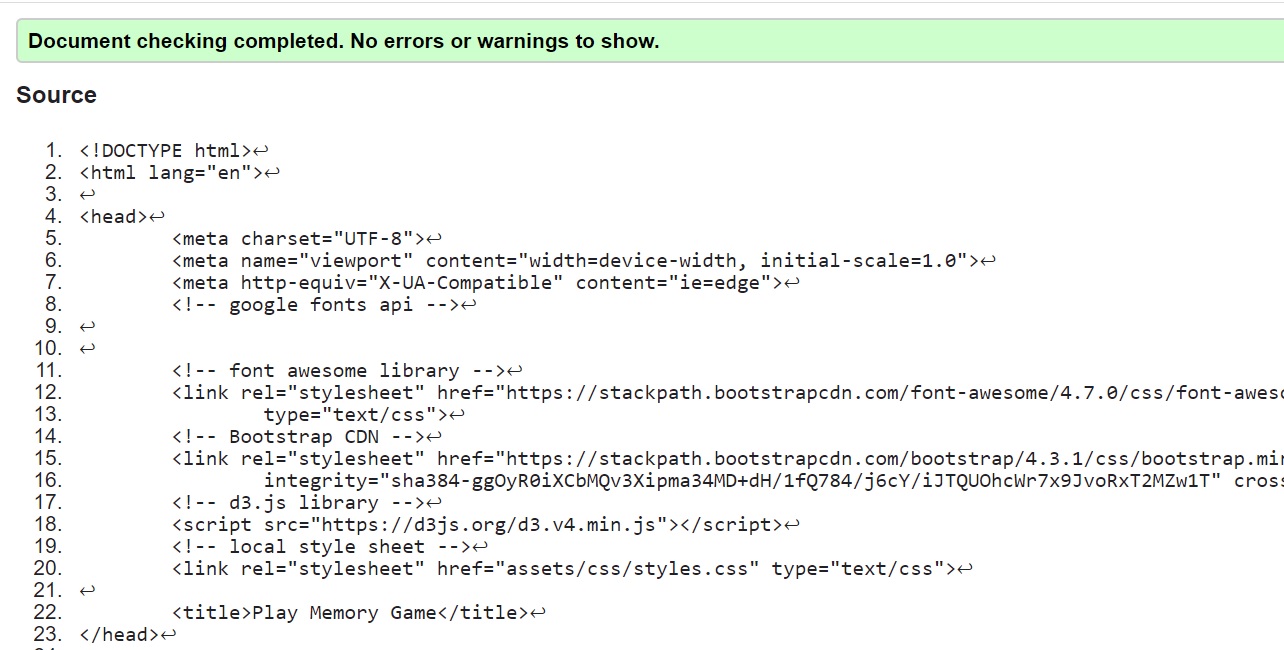 Document checking completed. No errors or warnings to show.
Source
1. <!DOCTYPE html>↩
2. <html lang="en">↩
3. ↩
4. <head>↩
5. <meta charset="UTF-8">↩
6. <meta name="viewport" content="width=device-width, initial-scale=1.0">↩
7. <meta http-equiv="X-UA-Compatible" content="ie=edge">↩
8. <!-- google fonts api -->↩
9. ↩
10. ↩
11. <!-- font awesome library -->↩
12. <link rel="stylesheet" href="https://stackpath.bootstrapcdn.com/font-awesome/4.7.0/css/font-aweso
13. type="text/css">↩
14. <!-- Bootstrap CDN -->↩
15. <link rel="stylesheet" href="https://stackpath.bootstrapcdn.com/bootstrap/4.3.1/css/bootstrap.min
16. integrity="sha384-ggOyR0iXCbMQv3Xipma34MD+dH/1fQ784/j6cY/iJTQUOhcWr7x9JvoRxT2MZw1T" cross
17. <!-- d3.js library -->↩
18. <script src="https://d3js.org/d3.v4.min.js"></script>↩
19. <!-- local style sheet -->↩
20. <link rel="stylesheet" href="assets/css/styles.css" type="text/css">↩
21. ↩
22. <title>Play Memory Game</title>↩
23. </head>↩